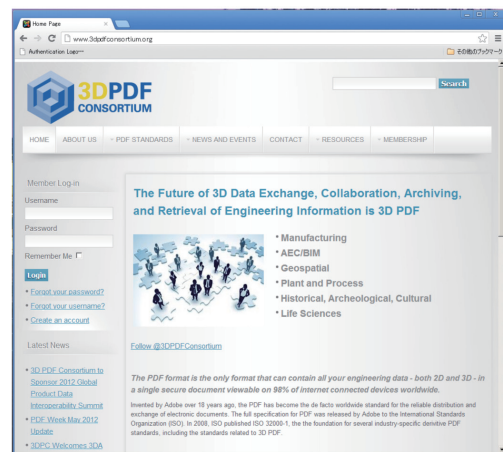 Home Page
www.3dpdfconsortium.org
その他のブックマーク
3DPDF
CONSORTIUM
Search
HOME
ABOUT US
PDF STANDARDS
NEWS AND EVENTS
CONTACT
RESOURCES
MEMBERSHIP
Member Log-in
Username
Password
Remember Me
Login
Forgot your password?
Forgot your username?
Create an account
Latest News
3D PDF Consortium to
Sponsor 2012 Global
Product Data
Interoperability Summit
PDF Week May 2012
Update
3DPC Welcomes 3DA
The Future of 3D Data Exchange, Collaboration, Archiving,
and Retrieval of Engineering Information is 3D PDF
• Manufacturing
• AEC/BIM
• Geospatial
• Plant and Process
• Historical, Archeological, Cultural
• Life Sciences
Follow @3DPDFConsortium
The PDF format is the only format that can contain all your engineering data - both 2D and 3D - in
a single secure document viewable on 98% of internet connected devices worldwide.
Invented by Adobe over 18 years ago, the PDF has become the de facto worldwide standard for the reliable distribution and
exchange of electronic documents. The full specification for PDF was released by Adobe to the International Standards
Organization (ISO). In 2008, ISO published ISO 32000-1, the the foundation for several industry-specific derivitive PDF
standards, including the standards related to 3D PDF.